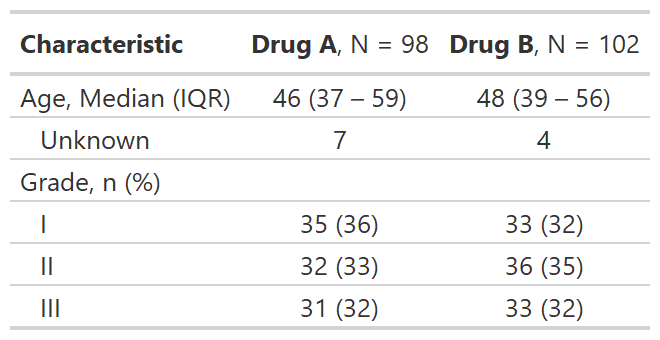 Characteristic Drug A, N = 98 Drug B, N = 102
Age, Median (IQR) 46 (37 – 59) 48 (39 – 56)
Unknown 7 4
Grade, n (%)
I 35 (36) 33 (32)
II 32 (33) 36 (35)
III 31 (32) 33 (32)